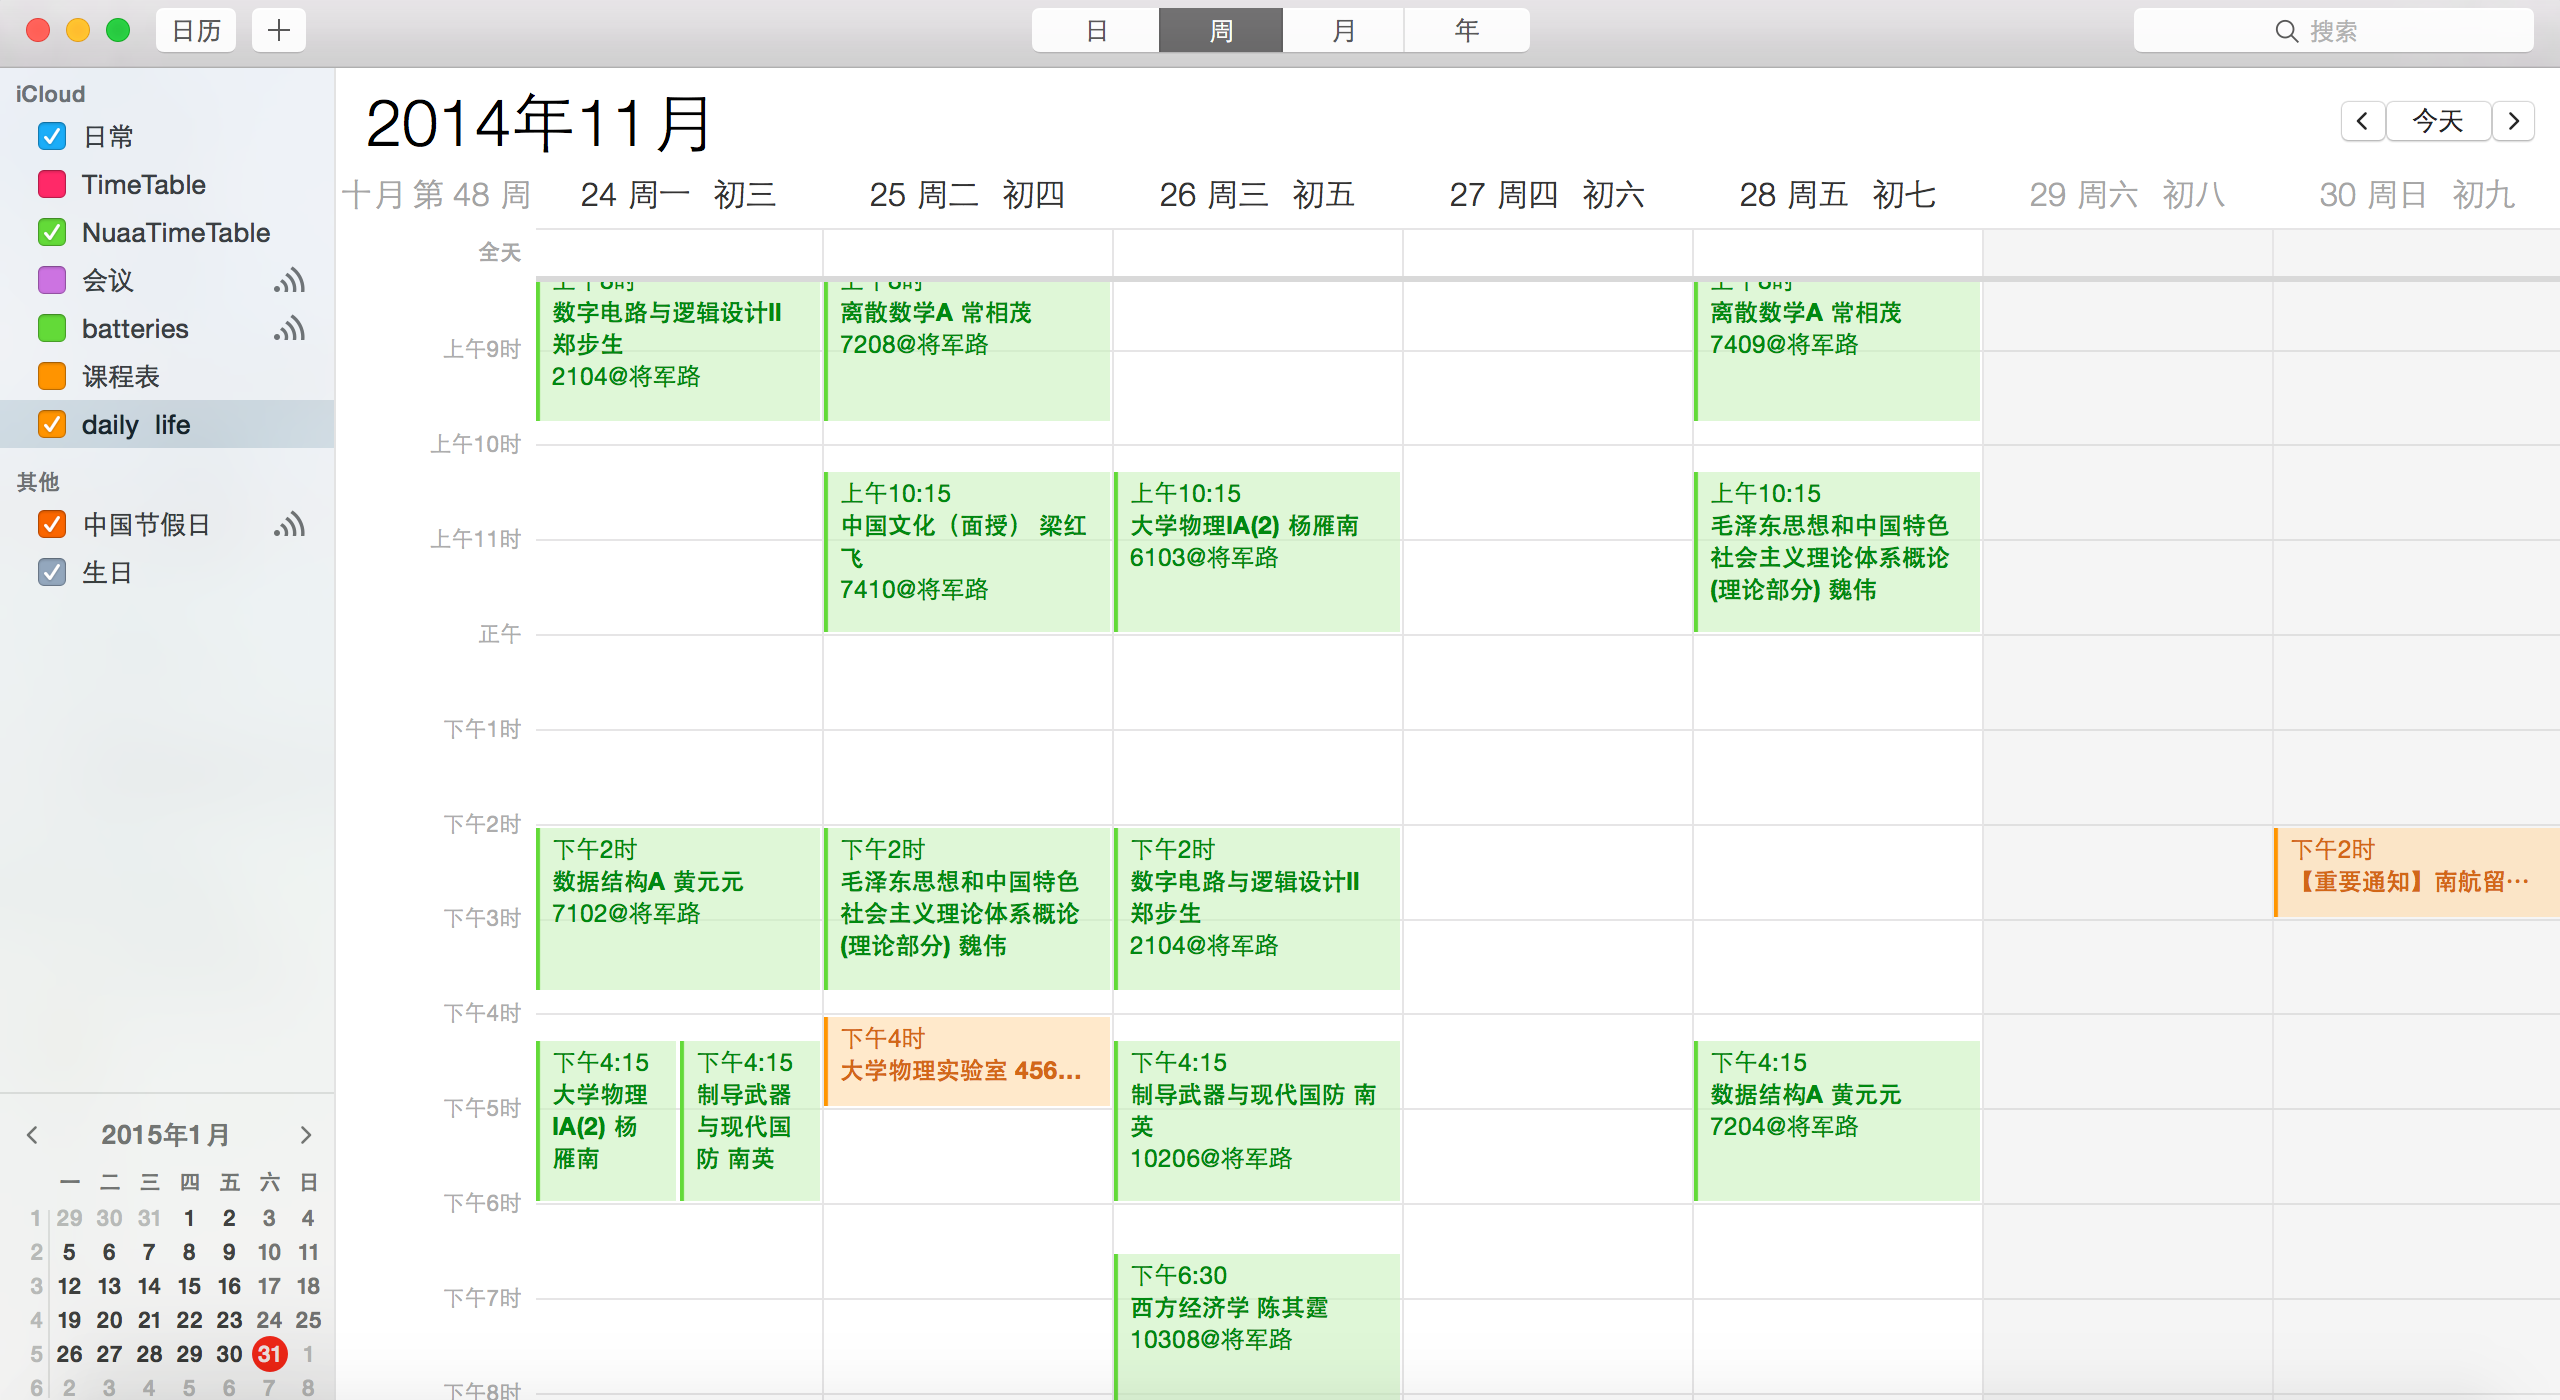 日历
日 周 月 年
搜索
iCloud
日常
TimeTable
NuaaTimeTable
会议
batteries
课程表
daily life
其他
中国节假日
生日
2015年1月
一 二 三 四 五 六 日
1 29 30 31 1 2 3 4
2 5 6 7 8 9 10 11
3 12 13 14 15 16 17 18
4 19 20 21 22 23 24 25
5 26 27 28 29 30 31 1
6 2 3 4 5 6 7 8
2014年11月
今天
十月 第 48 周 24 周一 初三 25 周二 初四 26 周三 初五 27 周四 初六 28 周五 初七 29 周六 初八 30 周日 初九
全天
上午9时
上午10时
上午11时
正午
下午1时
下午2时
下午3时
下午4时
下午5时
下午6时
下午7时
下午8时
上午8时
数字电路与逻辑设计II
郑步生
2104@将军路
下午2时
数据结构A 黄元元
7102@将军路
下午4:15
大学物理
IA(2) 杨
雁南
下午4:15
制导武器
与现代国
防 南英
上午8时
离散数学A 常相茂
7208@将军路
上午10:15
中国文化（面授） 梁红
飞
7410@将军路
下午2时
毛泽东思想和中国特色
社会主义理论体系概论
(理论部分) 魏伟
下午4时
大学物理实验室 456…
上午10:15
大学物理IA(2) 杨雁南
6103@将军路
下午2时
数字电路与逻辑设计II
郑步生
2104@将军路
下午4:15
制导武器与现代国防 南
英
10206@将军路
下午6:30
西方经济学 陈其霆
10308@将军路
上午8时
离散数学A 常相茂
7409@将军路
上午10:15
毛泽东思想和中国特色
社会主义理论体系概论
(理论部分) 魏伟
下午4:15
数据结构A 黄元元
7204@将军路
下午2时
【重要通知】南航留…